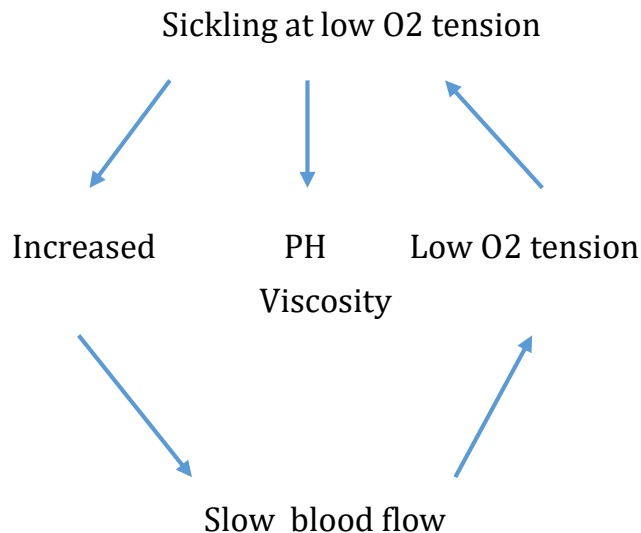 Sickling at low O2 tension
Increased PH Low O2 tension
Viscosity
Slow blood flow